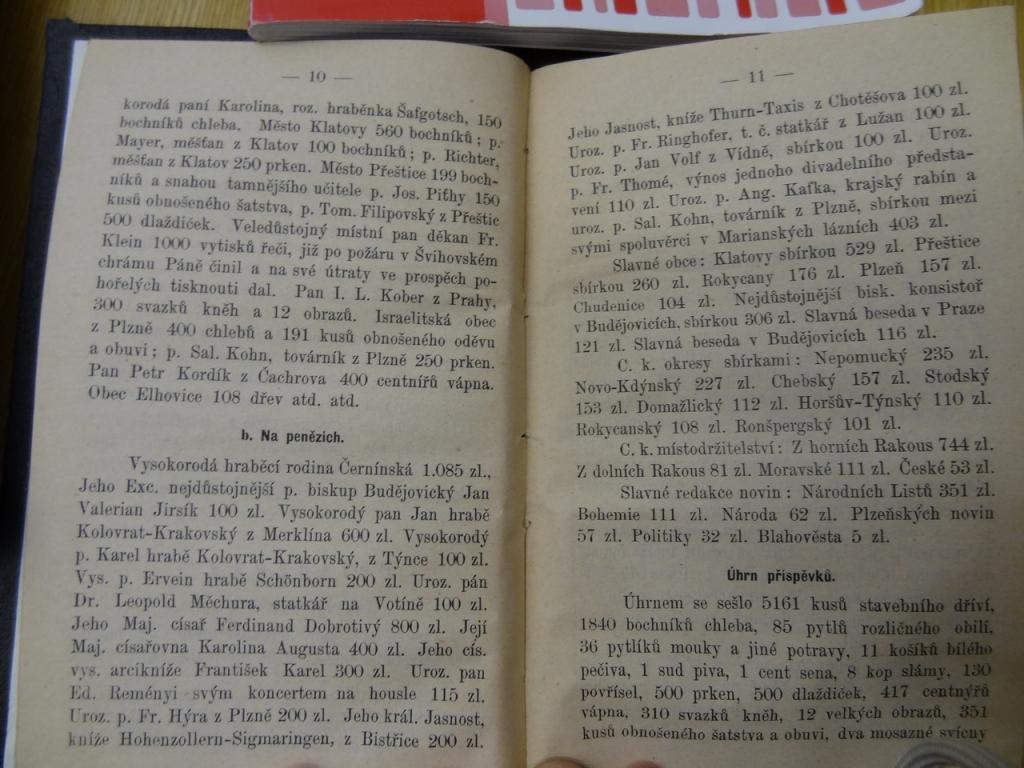 — 10 —
korodá paní Karolina, roz. hraběnka Šafgotsch, 150
bochníků chleba. Město Klatovy 560 bochníků; p.
Mayer, měšťan z Klatov 100 bochníků; p. Richter,
měšťan z Klatov 250 prken. Město Přeštice 199 boch-
níků a snahou tamnějšího učitele p. Jos. Piťhy 150
kusů obnošeného šatstva, p. Tom. Filipovský z Přeštic
500 dlaždiček. Veledůstojný místní pan děkan Fr.
Klein 1000 vytisků řeči, již po požáru v Švihovském
chrámu Páně činil a na své útraty ve prospěch po-
hořelých tisknouti dal. Pan I. L. Kober z Prahy,
300 svazků kněh a 12 obrazů. Israelitská obec
z Plzně 400 chlebů a 191 kusů obnošeného oděvu
a obuvi; p. Sal. Kohn, továrník z Plzně 250 prken.
Pan Petr Kordík z Čachrova 400 centnířů vápna.
Obec Elhovice 108 dřev atd. atd.
b. Na penězích.
Vysokorodá hraběcí rodina Černínská 1.085 zl.,
Jeho Exc. nejdůstojnější p. biskup Budějovický Jan
Valerian Jirsík 100 zl. Vysokorodý pan Jan hrabě
Kolovrat-Krakovský z Merklína 600 zl. Vysokorodý
p. Karel hrabě Kolovrat-Krakovský, z Týnce 100 zl.
Vys. p. Ervein hrabě Schönborn 200 zl. Uroz. pán
Dr. Leopold Měchura, statkář na Votíně 100 zl.
Jeho Maj. císař Ferdinand Dobrotivý 800 zl. Její
Maj. císařovna Karolina Augusta 400 zl. Jeho cís.
vys. arcikníže František Karel 300 zl. Uroz. pan
Ed. Reményi svým koncertem na housle 115 zl.
Uroz. p. Fr. Hýra z Plzně 200 zl. Jeho král. Jasnost,
kníže Hohenzollern-Sigmaringen, z Bistřice 200 zl.
— 11 —
Jeho Jasnost, kníže Thurn-Taxis z Chotěšova 100 zl.
Uroz. p. Fr. Ringhofer, t. č. statkář z Lužan 100 zl.
Uroz. p. Jan Volf z Vídně, sbírkou 100 zl. Uroz.
p. Fr. Thomé, výnos jednoho divadelního předsta-
vení 110 zl. Uroz. p. Ang. Kafka, krajský rabín a
uroz. p. Sal. Kohn, továrník z Plzně, sbírkou mezi
svými spoluvěrci v Marianských lázních 403 zl.
Slavné obce: Klatovy sbírkou 529 zl. Přeštice
sbírkou 260 zl. Rokycany 176 zl. Plzeň 157 zl.
Chudenice 104 zl. Nejdůstojnější bisk. konsistoř
v Budějovicích, sbírkou 306 zl. Slavná beseda v Praze
121 zl. Slavná beseda v Budějovicích 116 zl.
C. k. okresy sbírkami: Nepomucký 235 zl.
Novo-Kdýnský 227 zl. Chebský 157 zl. Stodský
153 zl. Domažlický 112 zl. Horšův-Týnský 110 zl.
Rokycanský 108 zl. Ronšpergský 101 zl.
C. k. místodržitelství: Z horních Rakous 744 zl.
Z dolních Rakous 81 zl. Moravské 111 zl. České 53 zl.
Slavné redakce novin: Národních Listů 351 zl.
Bohemie 111 zl. Národa 62 zl. Plzeňských novin
57 zl. Politiky 32 zl. Blahověsta 5 zl.
Úhrn přispěvků.
Úhrnem se sešlo 5161 kusů stavebního dříví,
1840 bochníků chleba, 85 pytlů rozličného obilí,
36 pytlíků mouky a jiné potravy, 11 košíků bílého
pečiva, 1 sud piva, 1 cent sena, 8 kop slámy, 130
povřísel, 500 prken, 500 dlaždiček, 417 centnýřů
vápna, 310 svazků kněh, 12 velkých obrazů, 351
kusů obnošeného šatstva a obuvi, dva mosazné svícny